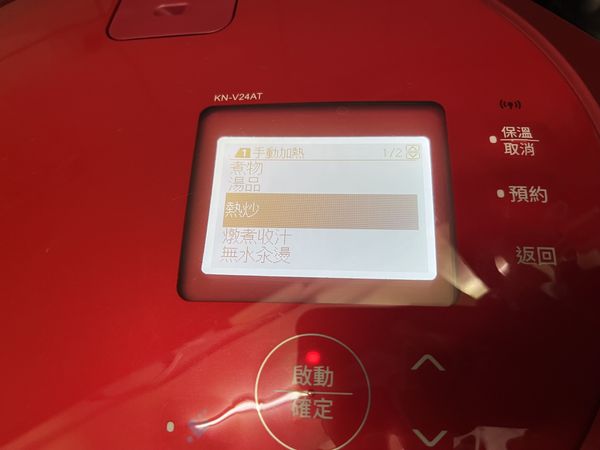 KN-V24AT
1 手動加熱 1/2
煮物
湯品
熱炒
燉煮收汁
無水汆燙
保溫
取消
預約
返回
啟動
確定